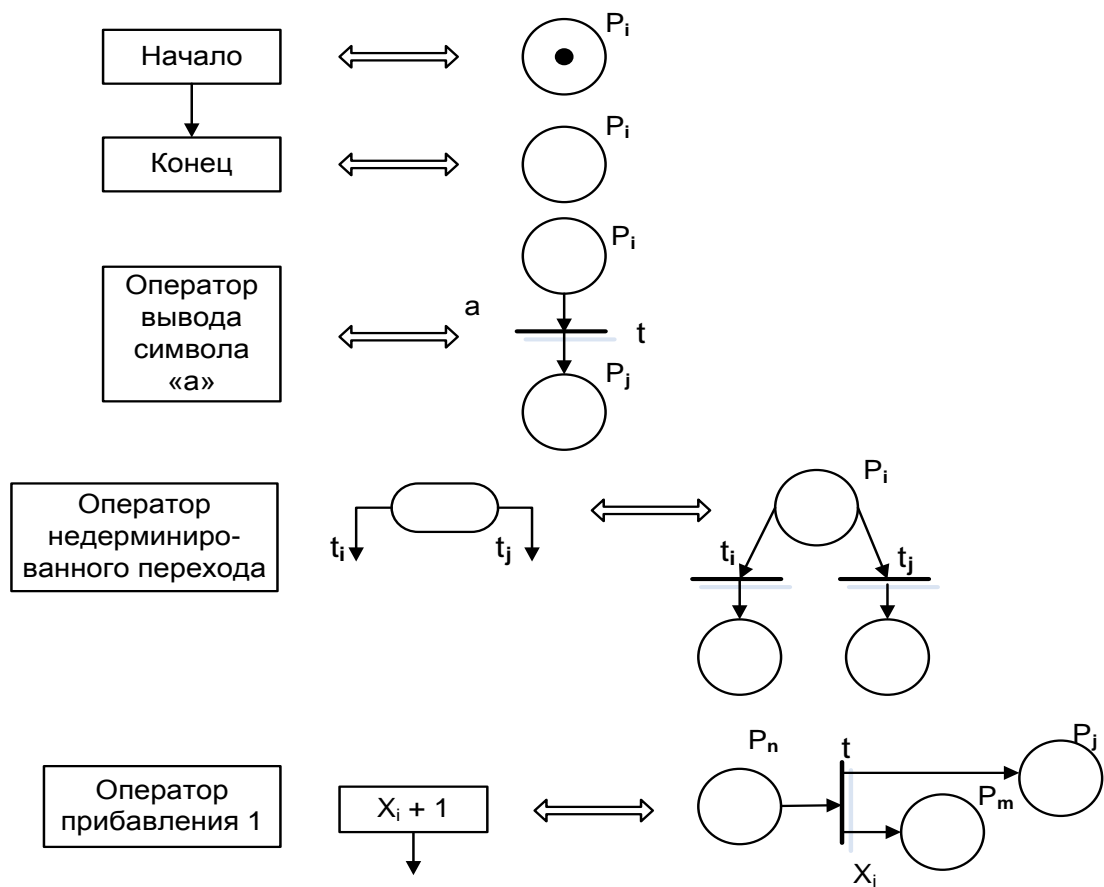 Начало
Pi
Конец
Pi
Pi
Оператор
вывода
символа
«а»
a
t
Pj
Оператор
недерминиро-
ванного перехода
ti
tj
Pi
ti
tj
Оператор
прибавления 1
Xi + 1
Pn
t
Pj
Pm
Xi